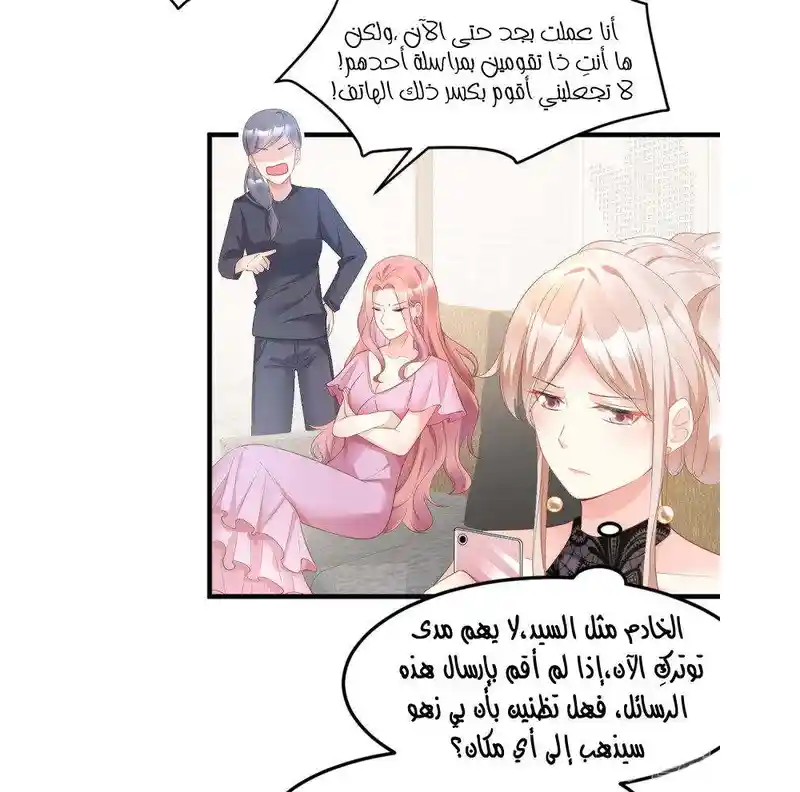 أنا عملت بجد حتى الآن ،ولكن
ها أنتِ ذا تقومين بمراسلة أحدهم!
لا تجعليني أقوم بكسر ذلك الهاتف!
الخادم مثل السيد،لا يهم مدى
توتركِ الآن،إذا لم أقم بإرسال هذه
الرسائل، فهل تظنين بأن يي زهو
سيذهب إلى أي مكان؟